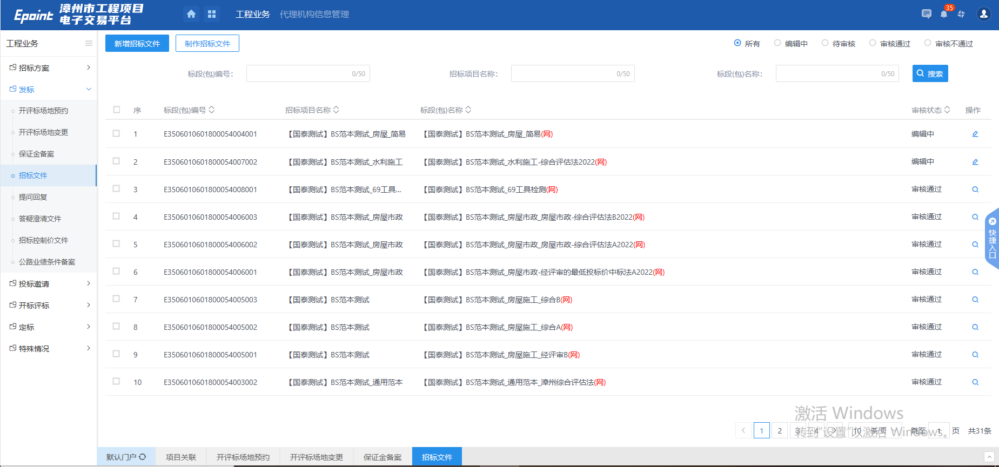 Epoint 漳州市工程项目
电子交易平台
工程业务 代理机构信息管理
35
工程业务
招标方案
发标
开评标场地预约
开评标场地变更
保证金备案
招标文件
提问回复
答疑澄清文件
招标控制价文件
公路业绩条件备案
投标邀请
开标评标
定标
特殊情况
新增招标文件 制作招标文件
所有 编辑中 待审核 审核通过 审核不通过
标段(包)编号： 0/50 招标项目名称： 0/50 标段(包)名称： 0/50 搜索
序 标段(包)编号 招标项目名称 标段(包)名称 审核状态 操作
1 E3506010601800054004001 【国泰测试】BS范本测试_房屋_简易 【国泰测试】BS范本测试_房屋_简易(网) 编辑中
2 E3506010601800054007002 【国泰测试】BS范本测试_水利施工 【国泰测试】BS范本测试_水利施工-综合评估法2022(网) 编辑中
3 E3506010601800054008001 【国泰测试】BS范本测试_69工具... 【国泰测试】BS范本测试_69工具检测(网) 审核通过
4 E3506010601800054006003 【国泰测试】BS范本测试_房屋市政 【国泰测试】BS范本测试_房屋市政_房屋市政-综合评估法B2022(网) 审核通过
5 E3506010601800054006002 【国泰测试】BS范本测试_房屋市政 【国泰测试】BS范本测试_房屋市政_房屋市政-综合评估法A2022(网) 审核通过
6 E3506010601800054006001 【国泰测试】BS范本测试_房屋市政 【国泰测试】BS范本测试_房屋市政-经评审的最低投标价中标法A2022(网) 审核通过
7 E3506010601800054005003 【国泰测试】BS范本测试 【国泰测试】BS范本测试_房屋施工_综合B(网) 审核通过
8 E3506010601800054005002 【国泰测试】BS范本测试 【国泰测试】BS范本测试_房屋施工_综合A(网) 审核通过
9 E3506010601800054005001 【国泰测试】BS范本测试 【国泰测试】BS范本测试_房屋施工_经评审B(网) 审核通过
10 E3506010601800054003002 【国泰测试】BS范本测试_通用范本 【国泰测试】BS范本测试_通用范本_漳州综合评估法(网) 审核通过
快捷入口
激活 Windows
转到“设置”以激活 Windows。
1 2 3 4 10 条/页 跳至 1 页 共31条
默认门户 项目关联 开评标场地预约 开评标场地变更 保证金备案 招标文件